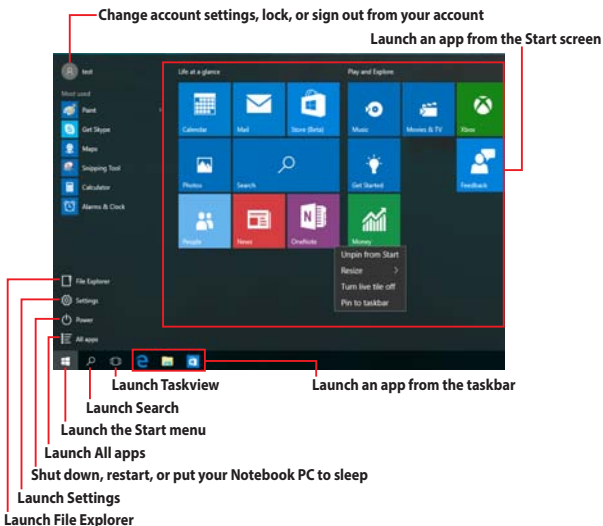 Change account settings, lock, or sign out from your account
Launch an app from the Start screen
test
Life at a glance
Play and Explore
Most used
Paint
Get Skype
Maps
Snipping Tool
Calculator
Alarms & Clock
Calendar
Mail
Store (Beta)
Music
Movies & TV
Xbox
Photos
Search
Get Started
Feedback
People
News
OneNote
Money
Unpin from Start
Resize
Turn live tile off
Pin to taskbar
File Explorer
Settings
Power
All apps
Launch Taskview
Launch an app from the taskbar
Launch Search
Launch the Start menu
Launch All apps
Shut down, restart, or put your Notebook PC to sleep
Launch Settings
Launch File Explorer